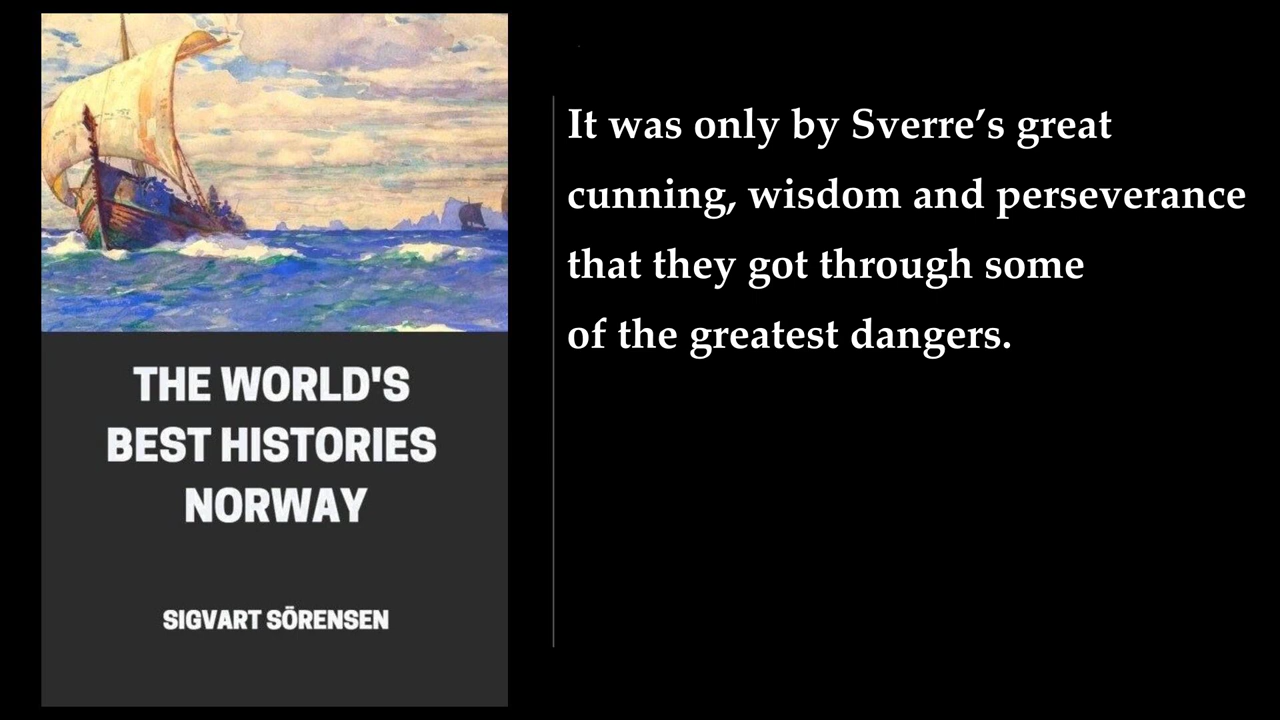 THE WORLD'S
BEST HISTORIES
NORWAY
SIGVART SÖRENSEN
It was only by Sverre’s great
cunning, wisdom and perseverance
that they got through some
of the greatest dangers.